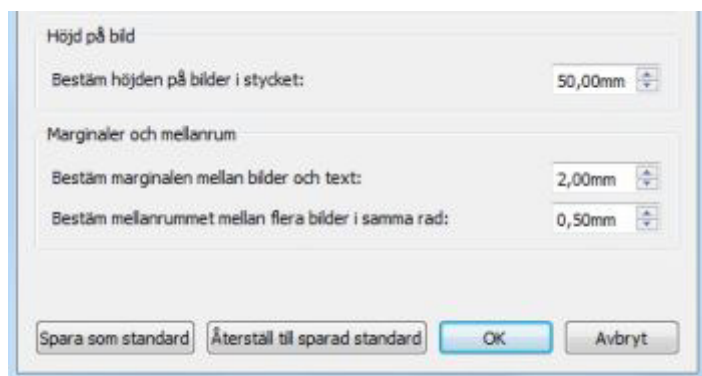 Höjd på bild
Bestäm höjden på bilder i stycket: 50,00mm
Marginaler och mellanrum
Bestäm marginalen mellan bilder och text: 2,00mm
Bestäm mellanrummet mellan flera bilder i samma rad: 0,50mm
Spara som standard Återställ till sparad standard OK Avbryt